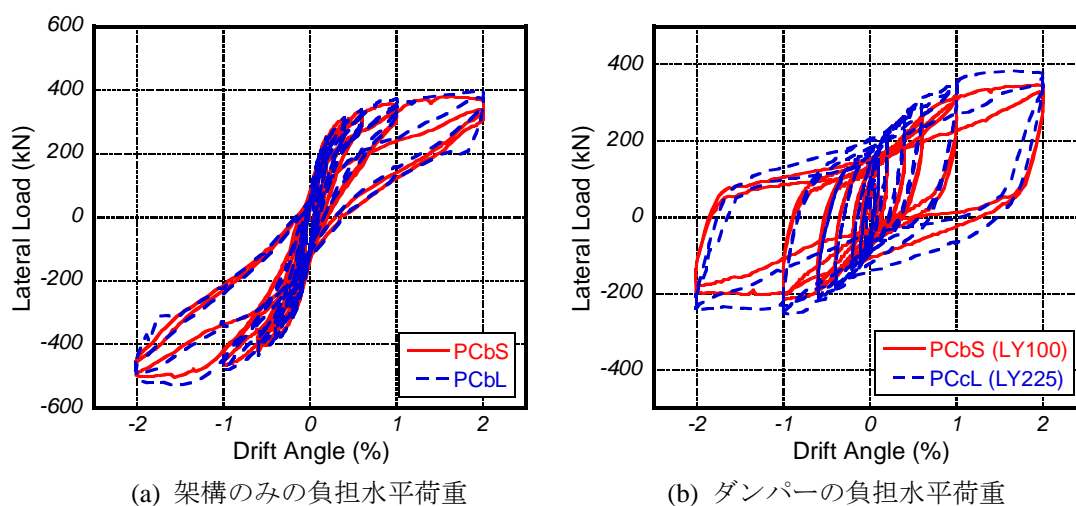 600
400
200
0
-200
-400
-600
Lateral Load (kN)
-2 -1 0 1 2
Drift Angle (%)
PCbS
PCbL
(a) 架構のみの負担水平荷重
400
200
0
-200
-400
Lateral Load (kN)
-2 -1 0 1 2
Drift Angle (%)
PCbS (LY100)
PCcL (LY225)
(b) ダンパーの負担水平荷重